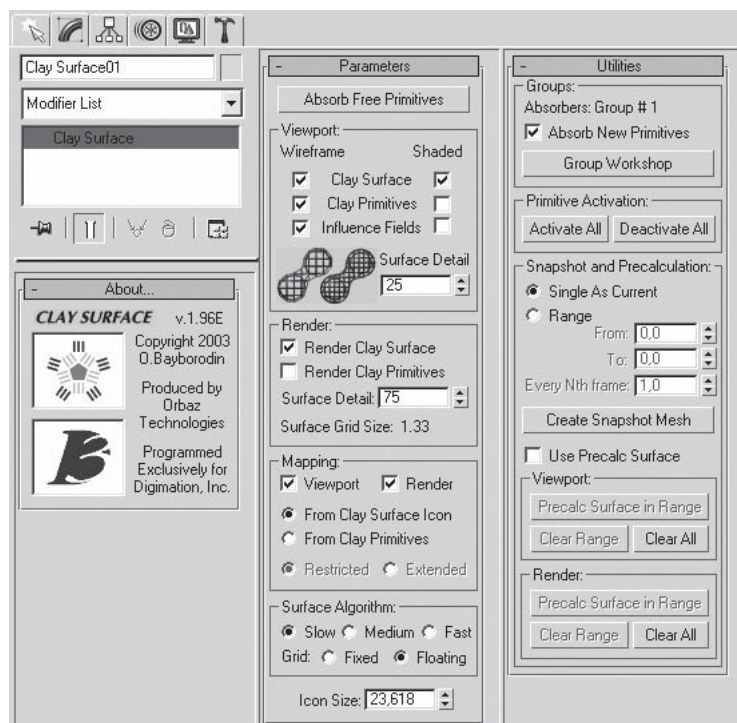 Clay Surface01
Modifier List
Clay Surface
About...
CLAY SURFACE v.1.96E
Copyright 2003
O.Bayborodin
Produced by
Orbaz
Technologies
Programmed
Exclusively for
Digimation, Inc.
Parameters
Absorb Free Primitives
Viewport:
Wireframe Shaded
Clay Surface
Clay Primitives
Influence Fields
Surface Detail
25
Render:
Render Clay Surface
Render Clay Primitives
Surface Detail: 75
Surface Grid Size: 1.33
Mapping:
Viewport Render
From Clay Surface Icon
From Clay Primitives
Restricted Extended
Surface Algorithm:
Slow Medium Fast
Grid: Fixed Floating
Icon Size: 23,618
Utilities
Groups:
Absorbers: Group # 1
Absorb New Primitives
Group Workshop
Primitive Activation:
Activate All Deactivate All
Snapshot and Precalculation:
Single As Current
Range
From: 0,0
To: 0,0
Every Nth frame: 1,0
Create Snapshot Mesh
Use Precalc Surface
Viewport:
Precalc Surface in Range
Clear Range Clear All
Render:
Precalc Surface in Range
Clear Range Clear All